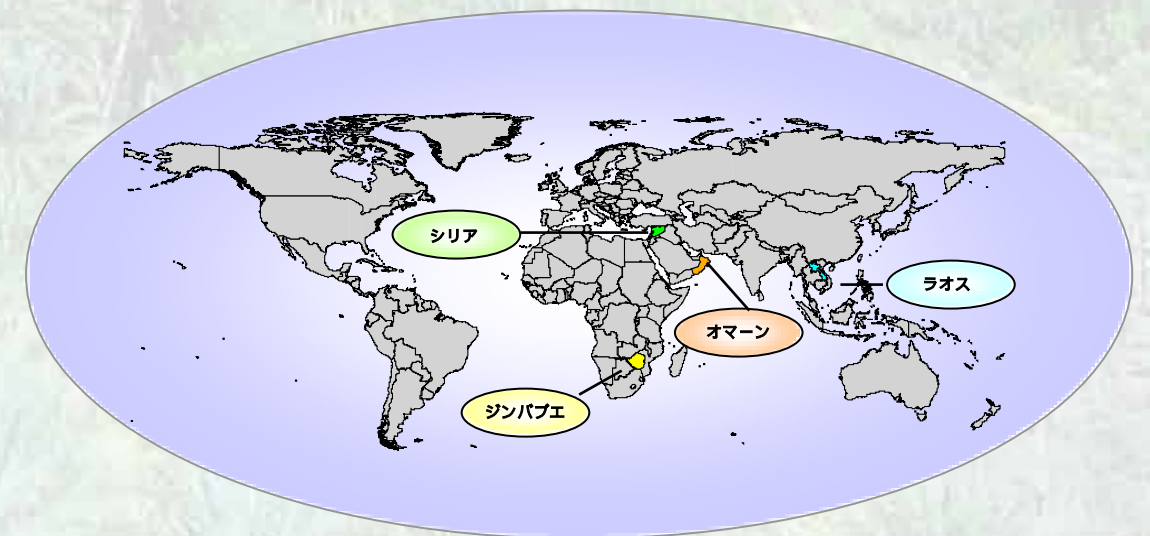 シリア
ラオス
オマーン
ジンバブエ